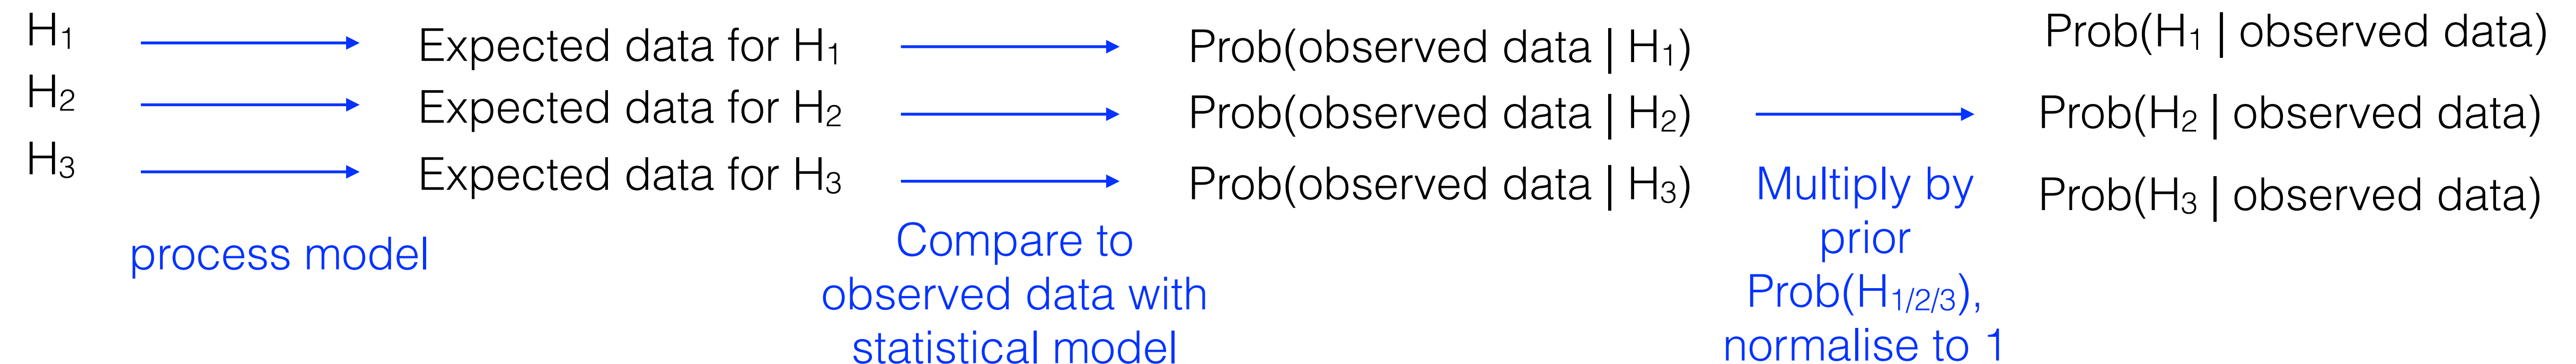 H₁ Expected data for H₁ Prob(observed data | H₁) Prob(H₁ | observed data)
H₂ Expected data for H₂ Prob(observed data | H₂) Prob(H₂ | observed data)
H₃ Expected data for H₃ Prob(observed data | H₃) Prob(H₃ | observed data)
process model
Compare to
observed data with
statistical model
Multiply by
prior
Prob(H₁/₂/₃),
normalise to 1